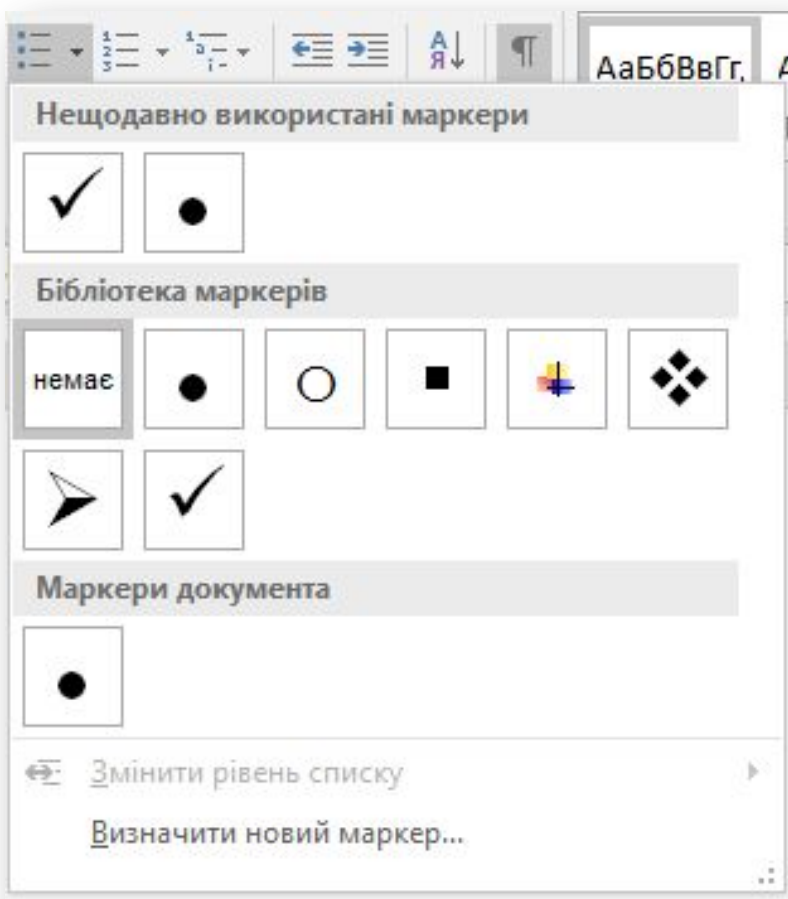 АаБбВвГг,
Нещодавно використані маркери
Бібліотека маркерів
немає
Маркери документа
Змінити рівень списку
Визначити новий маркер...